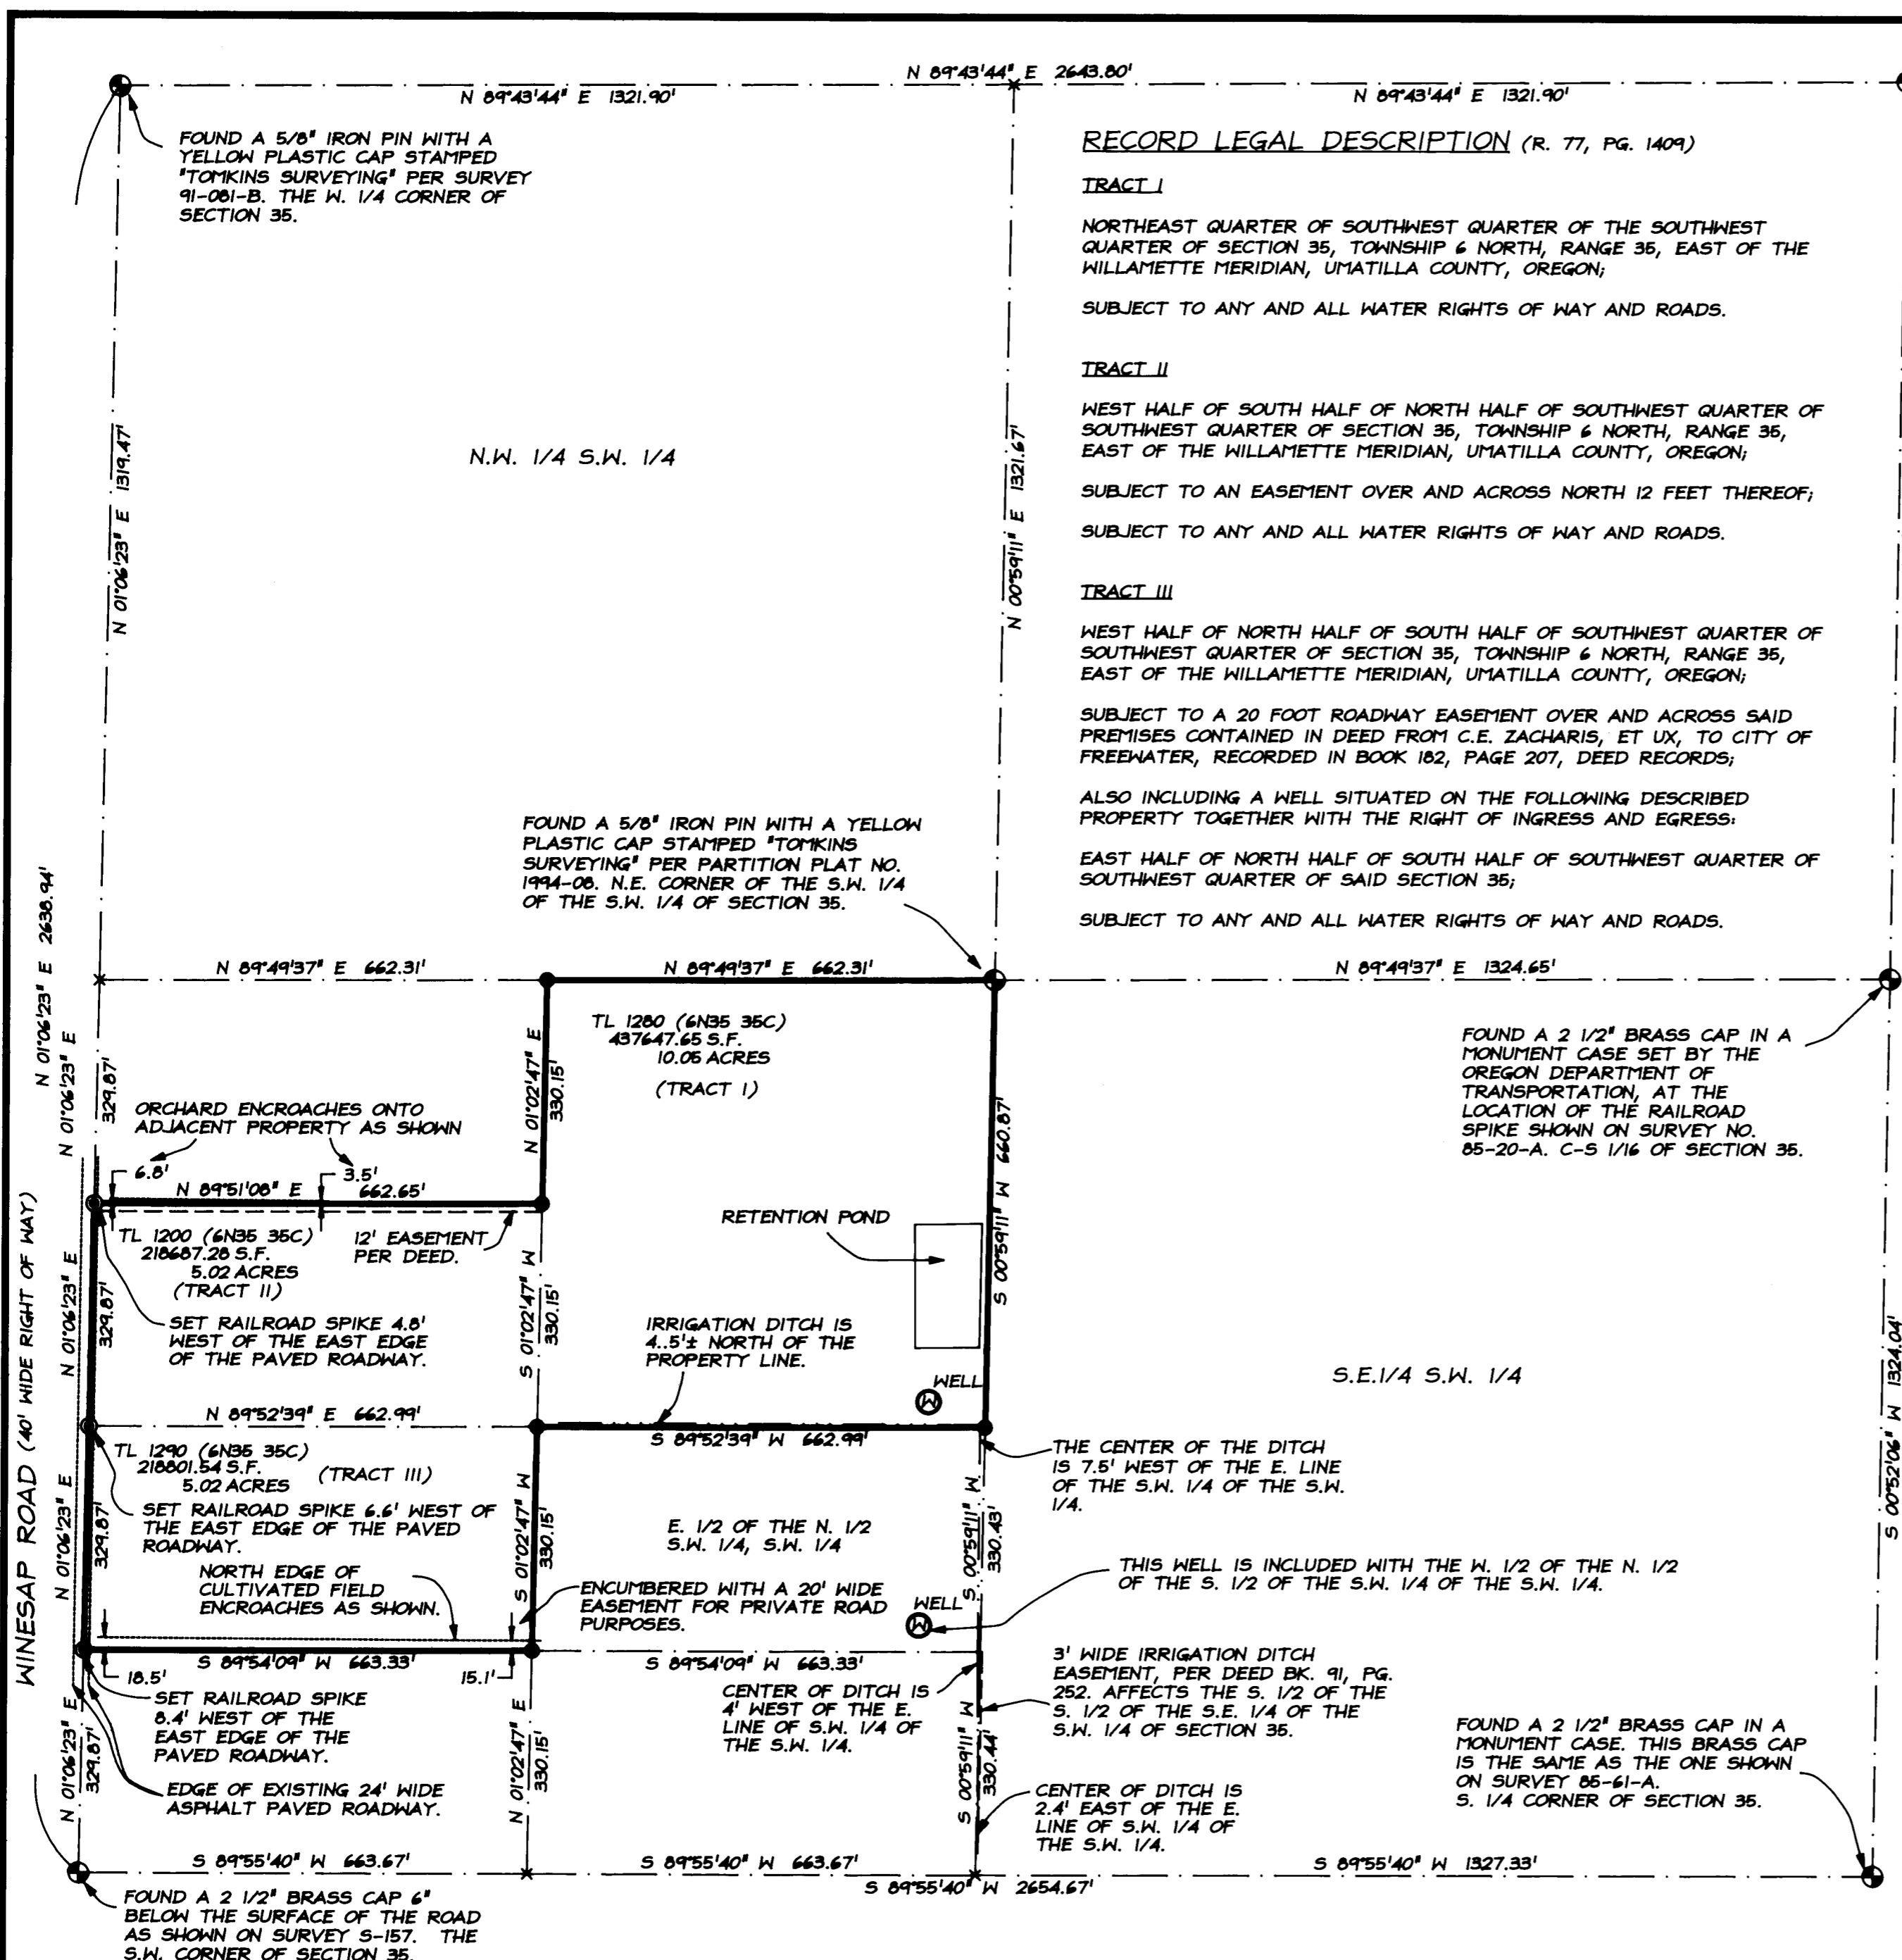 N 89°43'44" E 2643.80'
N 89°43'44" E 1321.90'
N 89°43'44" E 1321.90'
FOUND A 5/8" IRON PIN WITH A
YELLOW PLASTIC CAP STAMPED
"TOMKINS SURVEYING" PER SURVEY
91-081-B. THE W. 1/4 CORNER OF
SECTION 35.
RECORD LEGAL DESCRIPTION (R. 77, PG. 1409)
TRACT I
NORTHEAST QUARTER OF SOUTHWEST QUARTER OF THE SOUTHWEST
QUARTER OF SECTION 35, TOWNSHIP 6 NORTH, RANGE 35, EAST OF THE
WILLAMETTE MERIDIAN, UMATILLA COUNTY, OREGON;
SUBJECT TO ANY AND ALL WATER RIGHTS OF WAY AND ROADS.
TRACT II
WEST HALF OF SOUTH HALF OF NORTH HALF OF SOUTHWEST QUARTER OF
SOUTHWEST QUARTER OF SECTION 35, TOWNSHIP 6 NORTH, RANGE 35,
EAST OF THE WILLAMETTE MERIDIAN, UMATILLA COUNTY, OREGON;
SUBJECT TO AN EASEMENT OVER AND ACROSS NORTH 12 FEET THEREOF;
SUBJECT TO ANY AND ALL WATER RIGHTS OF WAY AND ROADS.
TRACT III
WEST HALF OF NORTH HALF OF SOUTH HALF OF SOUTHWEST QUARTER OF
SOUTHWEST QUARTER OF SECTION 35, TOWNSHIP 6 NORTH, RANGE 35,
EAST OF THE WILLAMETTE MERIDIAN, UMATILLA COUNTY, OREGON;
SUBJECT TO A 20 FOOT ROADWAY EASEMENT OVER AND ACROSS SAID
PREMISES CONTAINED IN DEED FROM C.E. ZACHARIS, ET UX, TO CITY OF
FREEWATER, RECORDED IN BOOK 182, PAGE 207, DEED RECORDS;
ALSO INCLUDING A WELL SITUATED ON THE FOLLOWING DESCRIBED
PROPERTY TOGETHER WITH THE RIGHT OF INGRESS AND EGRESS:
EAST HALF OF NORTH HALF OF SOUTH HALF OF SOUTHWEST QUARTER OF
SOUTHWEST QUARTER OF SAID SECTION 35;
SUBJECT TO ANY AND ALL WATER RIGHTS OF WAY AND ROADS.
N 01°06'23" E 1319.47'
N.W. 1/4 S.W. 1/4
N 00°59'11" E 1321.67'
FOUND A 5/8" IRON PIN WITH A YELLOW
PLASTIC CAP STAMPED "TOMKINS
SURVEYING" PER PARTITION PLAT NO.
1994-08. N.E. CORNER OF THE S.W. 1/4
OF THE S.W. 1/4 OF SECTION 35.
N 01°06'23" E 2638.94'
N 89°49'37" E 662.31'
N 89°49'37" E 662.31'
N 89°49'37" E 1324.65'
N 01°06'23" E
329.87'
N 01°02'47" E
330.15'
TL 1280 (6N35 35C)
437647.65 S.F.
10.05 ACRES
(TRACT I)
S 00°59'11" W 660.87'
FOUND A 2 1/2" BRASS CAP IN A
MONUMENT CASE SET BY THE
OREGON DEPARTMENT OF
TRANSPORTATION, AT THE
LOCATION OF THE RAILROAD
SPIKE SHOWN ON SURVEY NO.
85-20-A. C-S 1/16 OF SECTION 35.
ORCHARD ENCROACHES ONTO
ADJACENT PROPERTY AS SHOWN
6.8'
3.5'
N 89°51'08" E 662.65'
TL 1200 (6N35 35C)
218687.28 S.F.
5.02 ACRES
(TRACT II)
12' EASEMENT
PER DEED.
RETENTION POND
N 01°06'23" E
329.87'
SET RAILROAD SPIKE 4.8'
WEST OF THE EAST EDGE
OF THE PAVED ROADWAY.
S 01°02'47" W
330.15'
IRRIGATION DITCH IS
4..5'± NORTH OF THE
PROPERTY LINE.
WELL
W
S.E.1/4 S.W. 1/4
S 00°52'06" W 1324.04'
WINESAP ROAD (40' WIDE RIGHT OF WAY)
N 89°52'39" E 662.99'
S 89°52'39" W 662.99'
TL 1290 (6N35 35C)
218801.54 S.F.
5.02 ACRES
(TRACT III)
N 01°06'23" E
329.87'
SET RAILROAD SPIKE 6.6' WEST OF
THE EAST EDGE OF THE PAVED
ROADWAY.
NORTH EDGE OF
CULTIVATED FIELD
ENCROACHES AS SHOWN.
S 01°02'47" W
330.15'
E. 1/2 OF THE N. 1/2
S.W. 1/4, S.W. 1/4
ENCUMBERED WITH A 20' WIDE
EASEMENT FOR PRIVATE ROAD
PURPOSES.
S 00°59'11" W
330.43'
THE CENTER OF THE DITCH
IS 7.5' WEST OF THE E. LINE
OF THE S.W. 1/4 OF THE S.W.
1/4.
WELL
W
THIS WELL IS INCLUDED WITH THE W. 1/2 OF THE N. 1/2
OF THE S. 1/2 OF THE S.W. 1/4 OF THE S.W. 1/4.
S 89°54'09" W 663.33'
S 89°54'09" W 663.33'
18.5'
15.1'
SET RAILROAD SPIKE
8.4' WEST OF THE
EAST EDGE OF THE
PAVED ROADWAY.
CENTER OF DITCH IS
4' WEST OF THE E.
LINE OF S.W. 1/4 OF
THE S.W. 1/4.
3' WIDE IRRIGATION DITCH
EASEMENT, PER DEED BK. 91, PG.
252. AFFECTS THE S. 1/2 OF THE
S. 1/2 OF THE S.E. 1/4 OF THE
S.W. 1/4 OF SECTION 35.
N 01°06'23" E
329.87'
EDGE OF EXISTING 24' WIDE
ASPHALT PAVED ROADWAY.
N 01°02'47" E
330.15'
S 00°59'11" W
330.44'
CENTER OF DITCH IS
2.4' EAST OF THE E.
LINE OF S.W. 1/4 OF
THE S.W. 1/4.
FOUND A 2 1/2" BRASS CAP IN A
MONUMENT CASE. THIS BRASS CAP
IS THE SAME AS THE ONE SHOWN
ON SURVEY 85-61-A.
S. 1/4 CORNER OF SECTION 35.
S 89°55'40" W 663.67'
S 89°55'40" W 663.67'
S 89°55'40" W 1327.33'
S 89°55'40" W 2654.67'
FOUND A 2 1/2" BRASS CAP 6"
BELOW THE SURFACE OF THE ROAD
AS SHOWN ON SURVEY S-157. THE
S.W. CORNER OF SECTION 35.